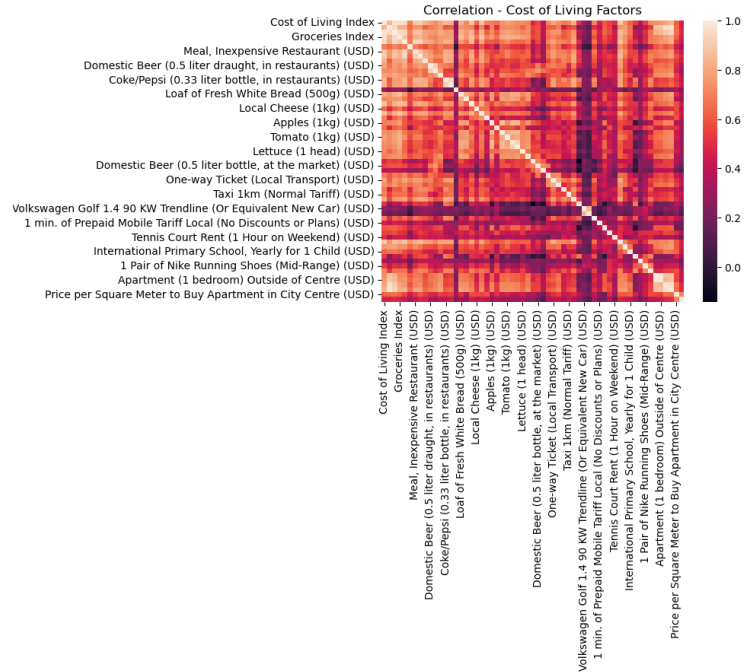 Correlation - Cost of Living Factors
Cost of Living Index
Groceries Index
Meal, Inexpensive Restaurant (USD)
Domestic Beer (0.5 liter draught, in restaurants) (USD)
Coke/Pepsi (0.33 liter bottle, in restaurants) (USD)
Loaf of Fresh White Bread (500g) (USD)
Local Cheese (1kg) (USD)
Apples (1kg) (USD)
Tomato (1kg) (USD)
Lettuce (1 head) (USD)
Domestic Beer (0.5 liter bottle, at the market) (USD)
One-way Ticket (Local Transport) (USD)
Taxi 1km (Normal Tariff) (USD)
Volkswagen Golf 1.4 90 KW Trendline (Or Equivalent New Car) (USD)
1 min. of Prepaid Mobile Tariff Local (No Discounts or Plans) (USD)
Tennis Court Rent (1 Hour on Weekend) (USD)
International Primary School, Yearly for 1 Child (USD)
1 Pair of Nike Running Shoes (Mid-Range) (USD)
Apartment (1 bedroom) Outside of Centre (USD)
Price per Square Meter to Buy Apartment in City Centre (USD)
1.0
0.8
0.6
0.4
0.2
0.0
Cost of Living Index
Groceries Index
Meal, Inexpensive Restaurant (USD)
Domestic Beer (0.5 liter draught, in restaurants) (USD)
Coke/Pepsi (0.33 liter bottle, in restaurants) (USD)
Loaf of Fresh White Bread (500g) (USD)
Local Cheese (1kg) (USD)
Apples (1kg) (USD)
Tomato (1kg) (USD)
Lettuce (1 head) (USD)
Domestic Beer (0.5 liter bottle, at the market) (USD)
One-way Ticket (Local Transport) (USD)
Taxi 1km (Normal Tariff) (USD)
Volkswagen Golf 1.4 90 KW Trendline (Or Equivalent New Car) (USD)
1 min. of Prepaid Mobile Tariff Local (No Discounts or Plans) (USD)
Tennis Court Rent (1 Hour on Weekend) (USD)
International Primary School, Yearly for 1 Child (USD)
1 Pair of Nike Running Shoes (Mid-Range) (USD)
Apartment (1 bedroom) Outside of Centre (USD)
Price per Square Meter to Buy Apartment in City Centre (USD)